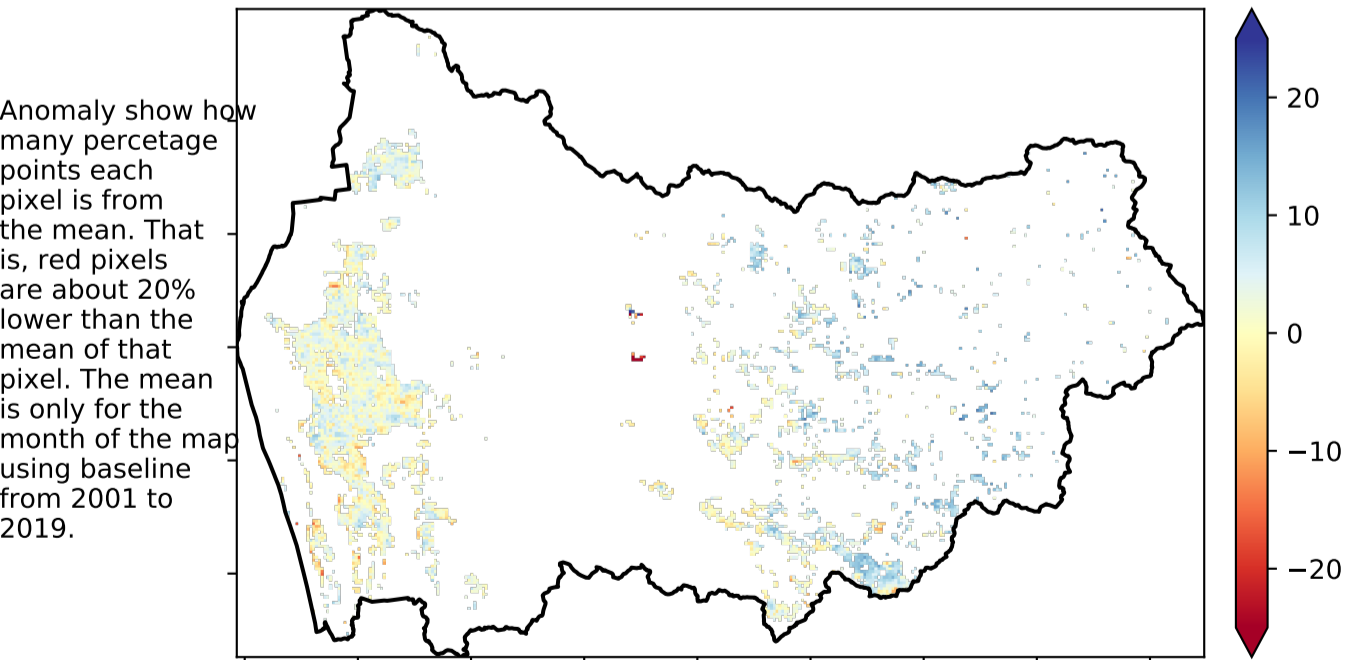 Anomaly show how
many percetage
points each
pixel is from
the mean. That
is, red pixels
are about 20%
lower than the
mean of that
pixel. The mean
is only for the
month of the map
using baseline
from 2001 to
2019.
20
10
0
−10
−20